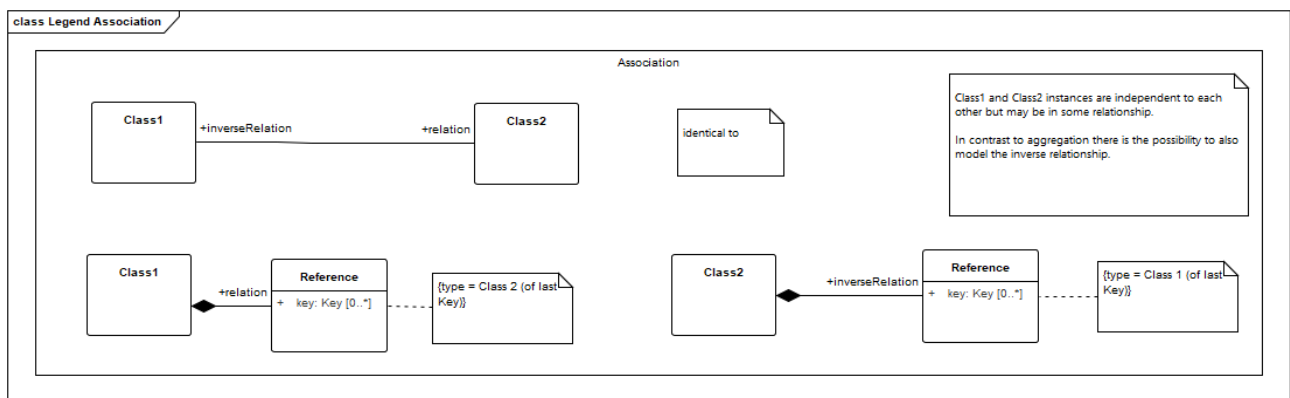 class Legend Association
Association
Class1
+inverseRelation
+relation
Class2
identical to
Class1 and Class2 instances are independent to each
other but may be in some relationship.
In contrast to aggregation there is the possibility to also
model the inverse relationship.
Class1
+relation
Reference
+ key: Key [0..*]
{type = Class 2 (of last
Key)}
Class2
+inverseRelation
Reference
+ key: Key [0..*]
{type = Class 1 (of last
Key)}